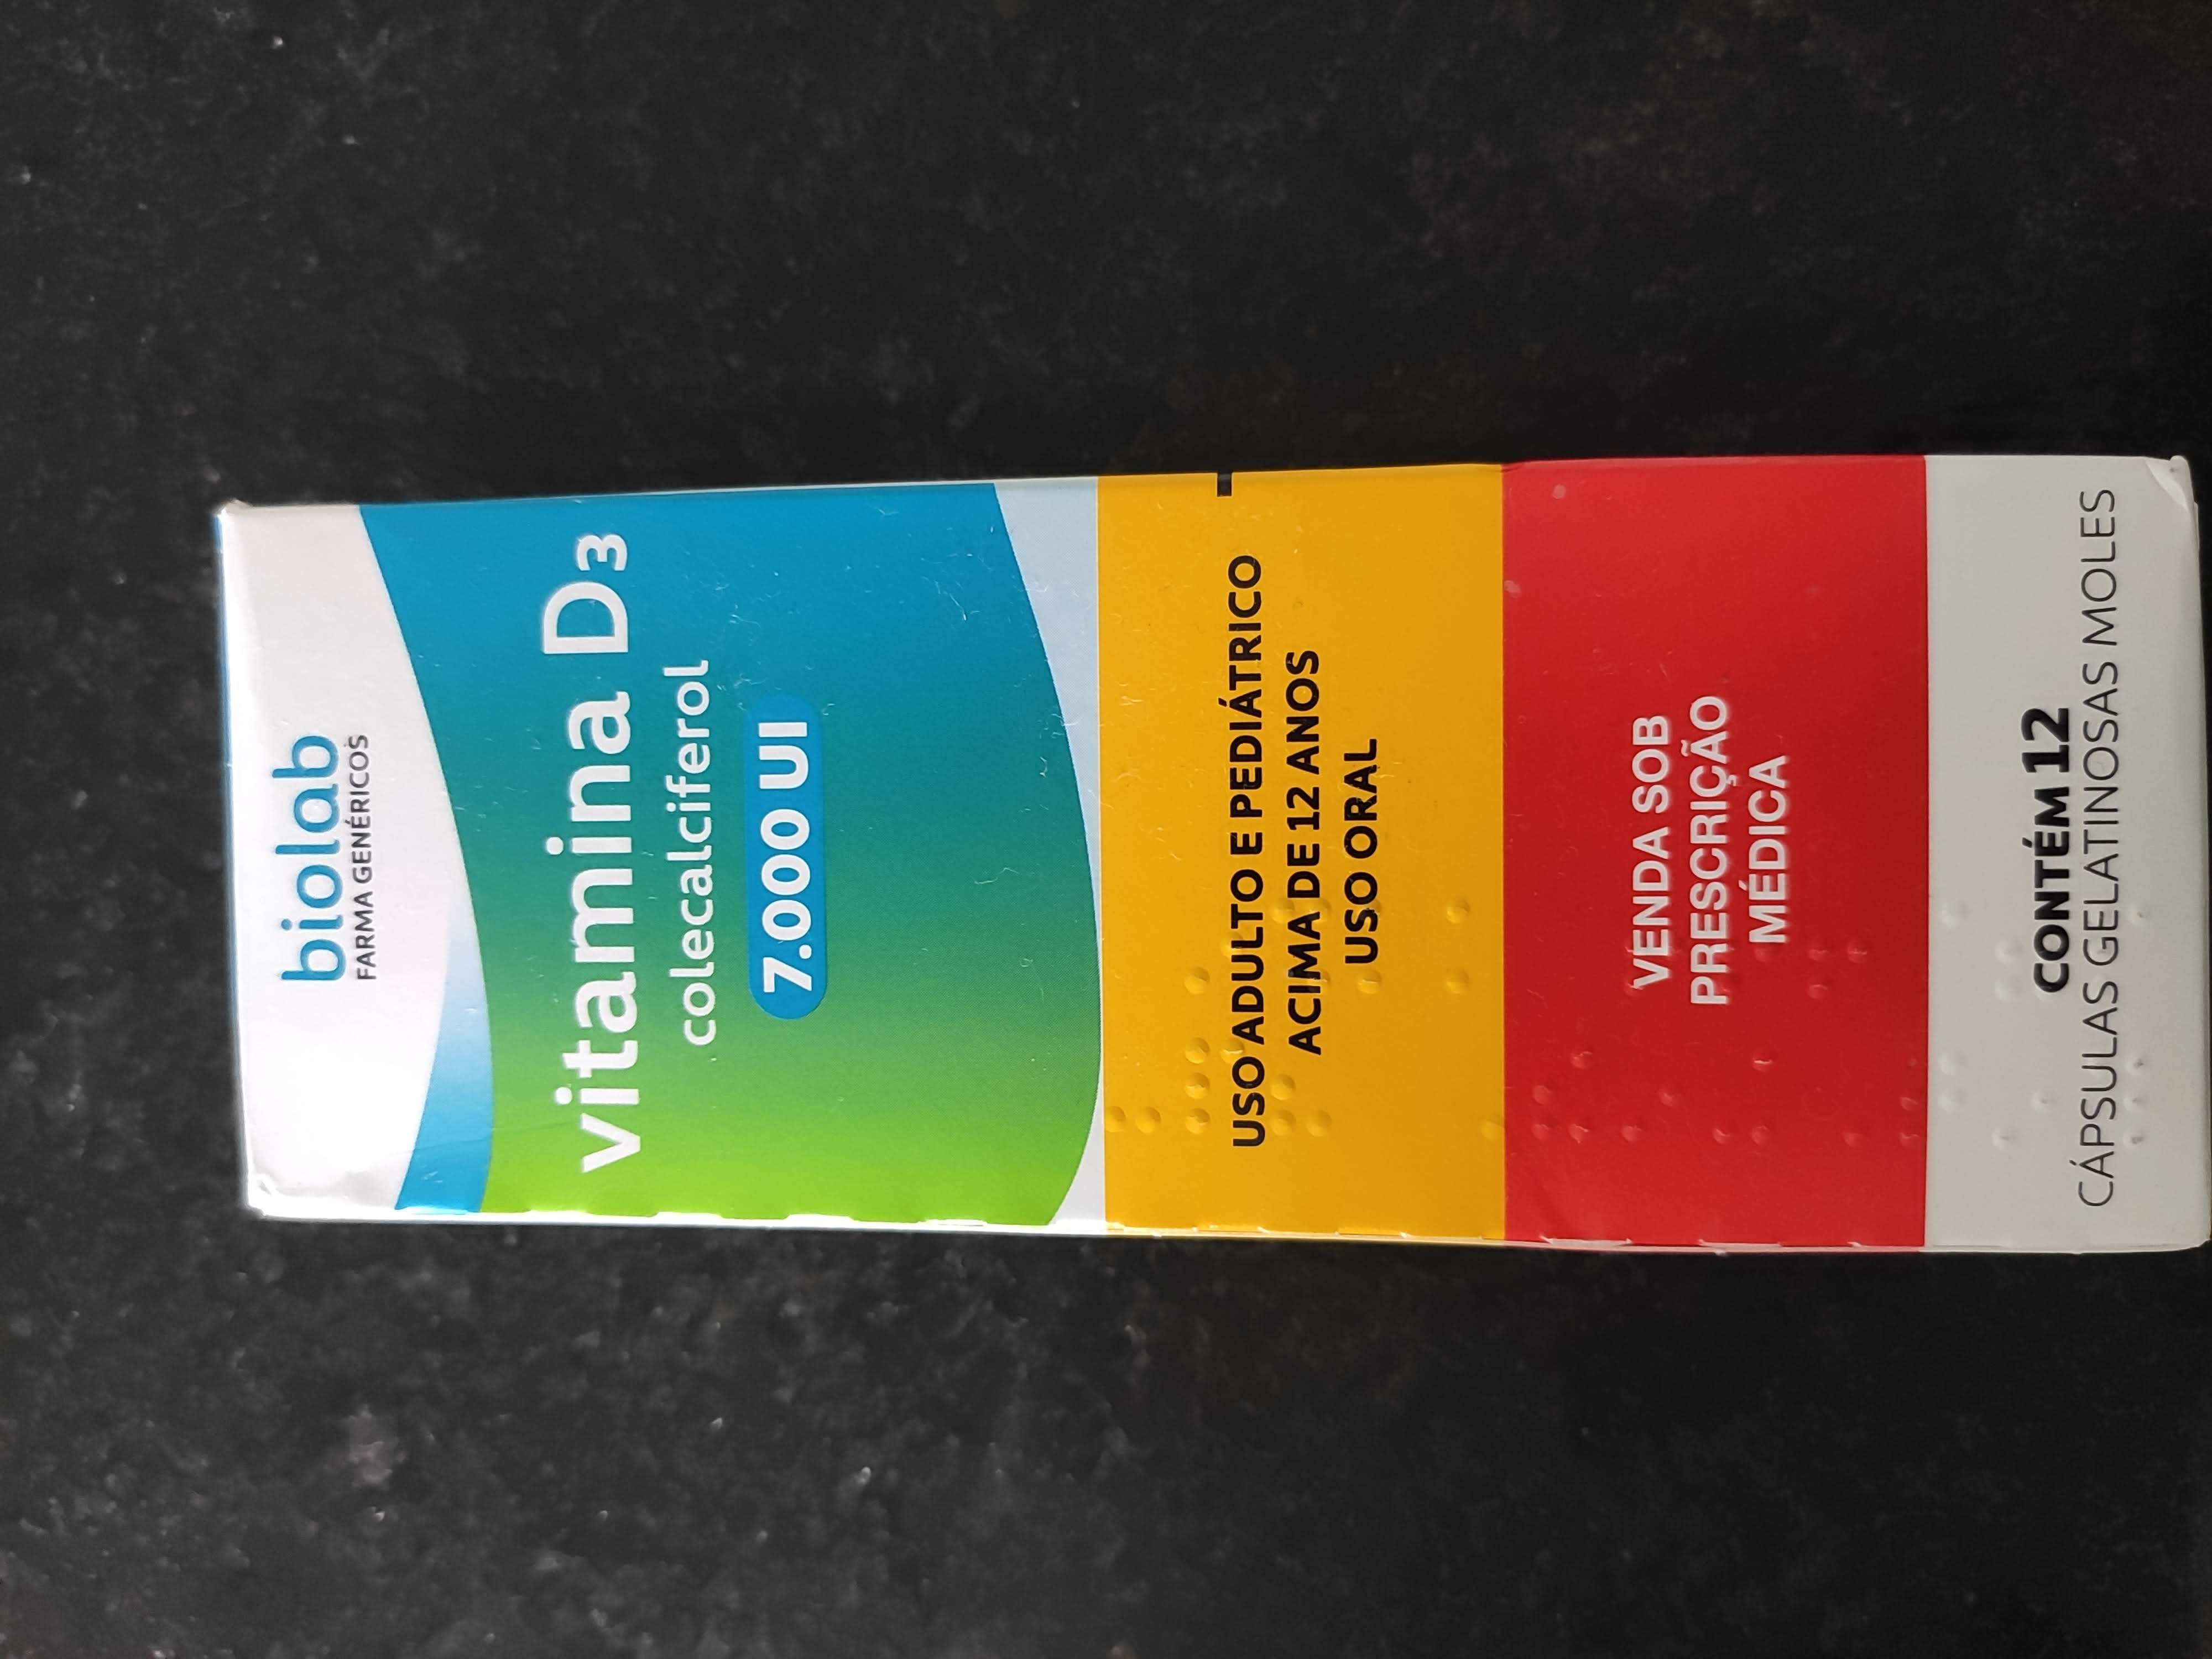 biolab
FARMA GENÉRICOS
vitamina D3
colecalciferol
7.000 UI
USO ADULTO E PEDIÁTRICO
ACIMA DE 12 ANOS
USO ORAL
VENDA SOB
PRESCRIÇÃO
MÉDICA
CONTÉM 12
CÁPSULAS GELATINOSAS MOLES